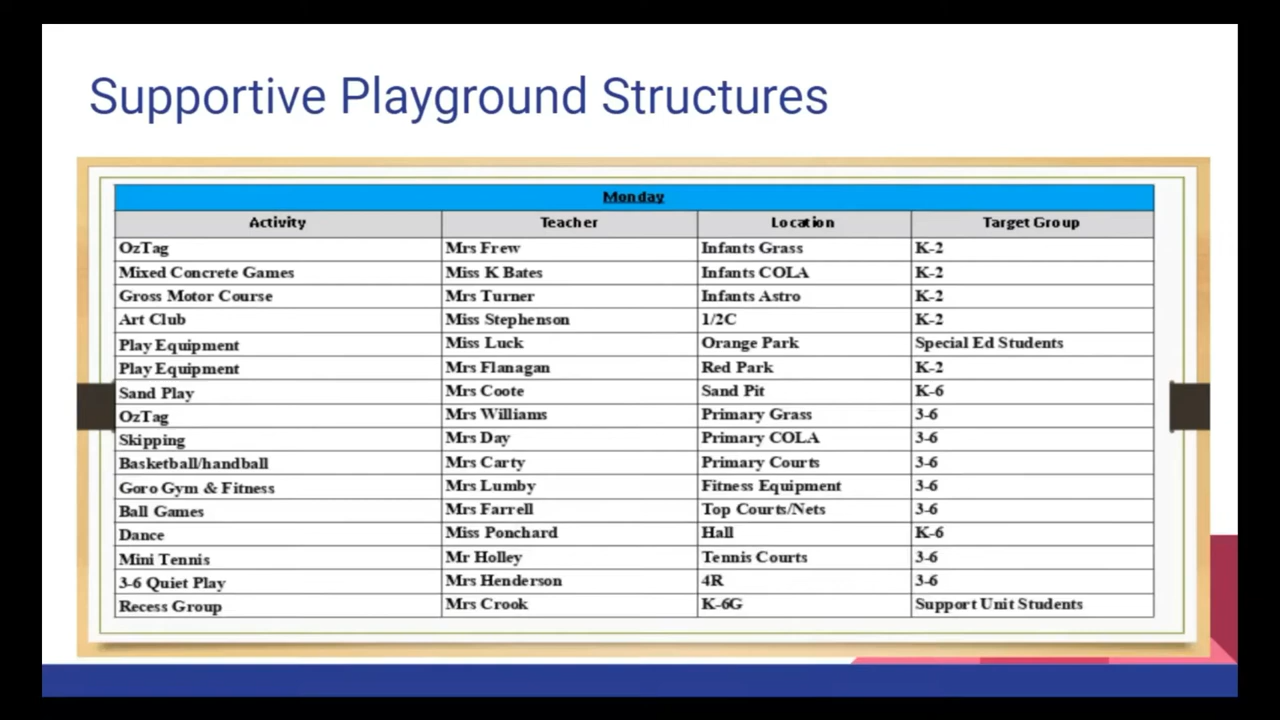 Supportive Playground Structures
Monday
Activity Teacher Location Target Group
OzTag Mrs Frew Infants Grass K-2
Mixed Concrete Games Miss K Bates Infants COLA K-2
Gross Motor Course Mrs Turner Infants Astro K-2
Art Club Miss Stephenson 1/2C K-2
Play Equipment Miss Luck Orange Park Special Ed Students
Play Equipment Mrs Flanagan Red Park K-2
Sand Play Mrs Coote Sand Pit K-6
OzTag Mrs Williams Primary Grass 3-6
Skipping Mrs Day Primary COLA 3-6
Basketball/handball Mrs Carty Primary Courts 3-6
Goro Gym & Fitness Mrs Lumby Fitness Equipment 3-6
Ball Games Mrs Farrell Top Courts/Nets 3-6
Dance Miss Ponchard Hall K-6
Mini Tennis Mr Holley Tennis Courts 3-6
3-6 Quiet Play Mrs Henderson 4R 3-6
Recess Group Mrs Crook K-6G Support Unit Students